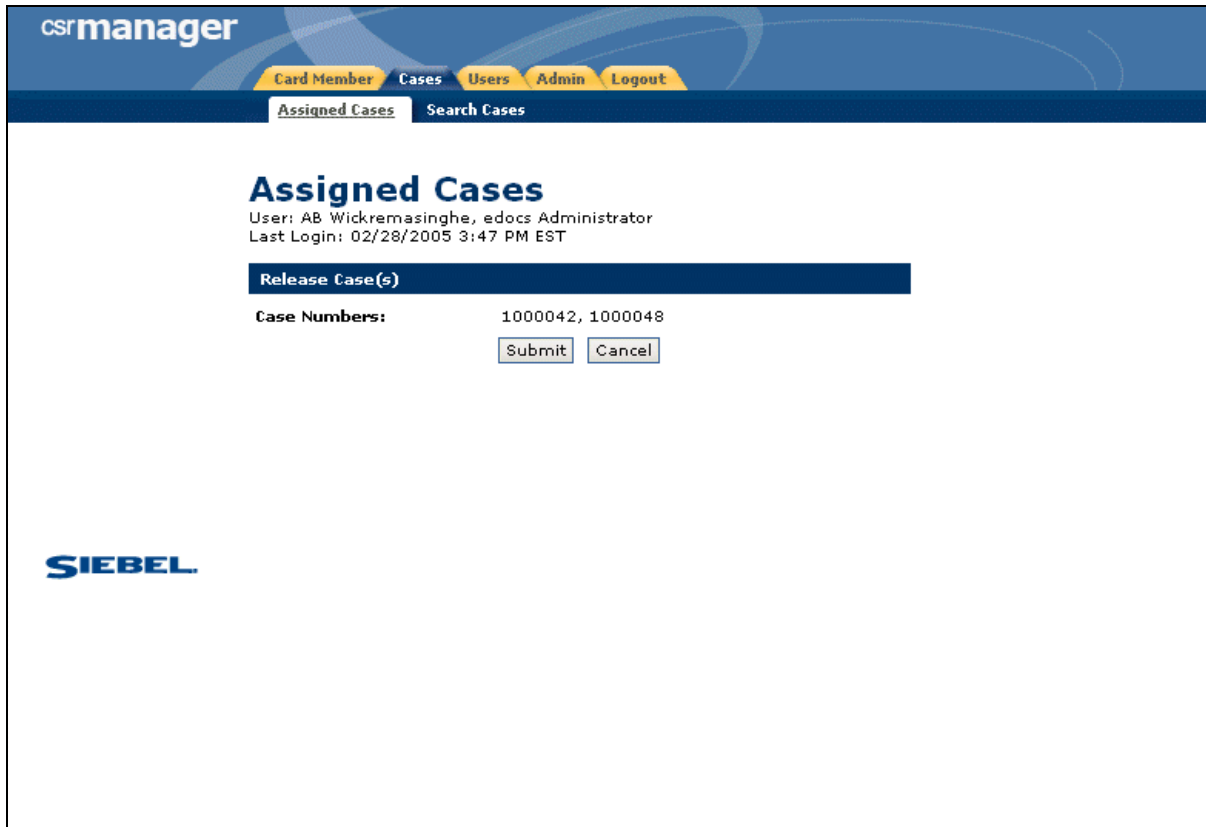 csrmanager
Card Member Cases Users Admin Logout
Assigned Cases Search Cases
Assigned Cases
User: AB Wickremasinghe, edocs Administrator
Last Login: 02/28/2005 3:47 PM EST
Release Case(s)
Case Numbers: 1000042, 1000048
Submit Cancel
SIEBEL.